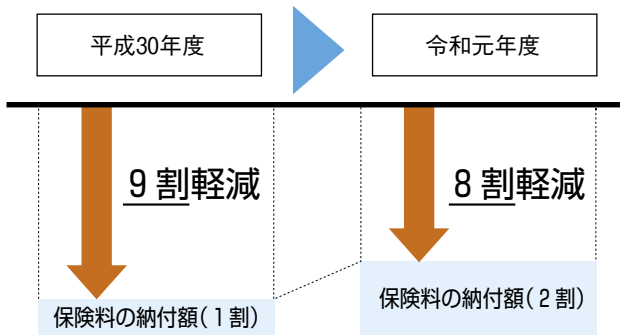 平成30年度
令和元年度
9割軽減
8割軽減
保険料の納付額(1割)
保険料の納付額(2割)